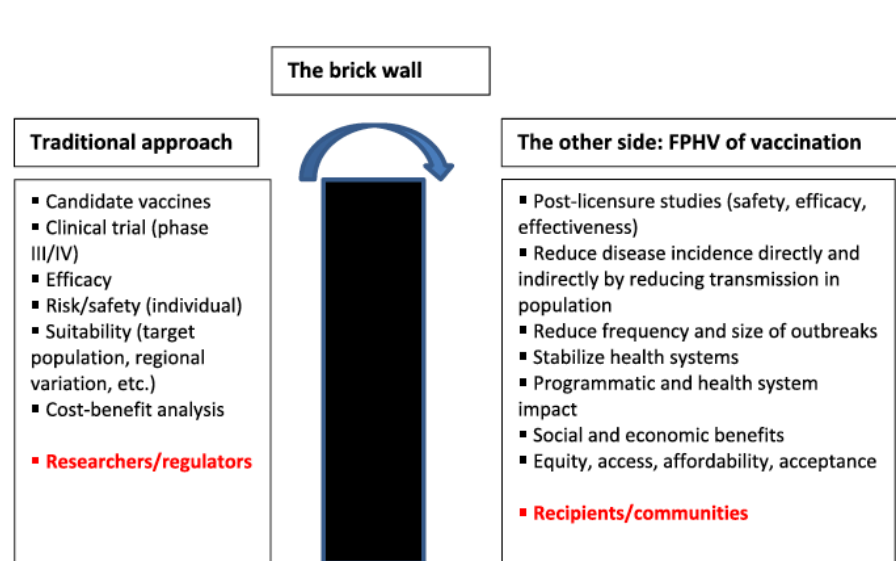 The brick wall
Traditional approach
▪ Candidate vaccines
▪ Clinical trial (phase
III/IV)
▪ Efficacy
▪ Risk/safety (individual)
▪ Suitability (target
population, regional
variation, etc.)
▪ Cost-benefit analysis
▪ Researchers/regulators
The other side: FPHV of vaccination
▪ Post-licensure studies (safety, efficacy,
effectiveness)
▪ Reduce disease incidence directly and
indirectly by reducing transmission in
population
▪ Reduce frequency and size of outbreaks
▪ Stabilize health systems
▪ Programmatic and health system
impact
▪ Social and economic benefits
▪ Equity, access, affordability, acceptance
▪ Recipients/communities